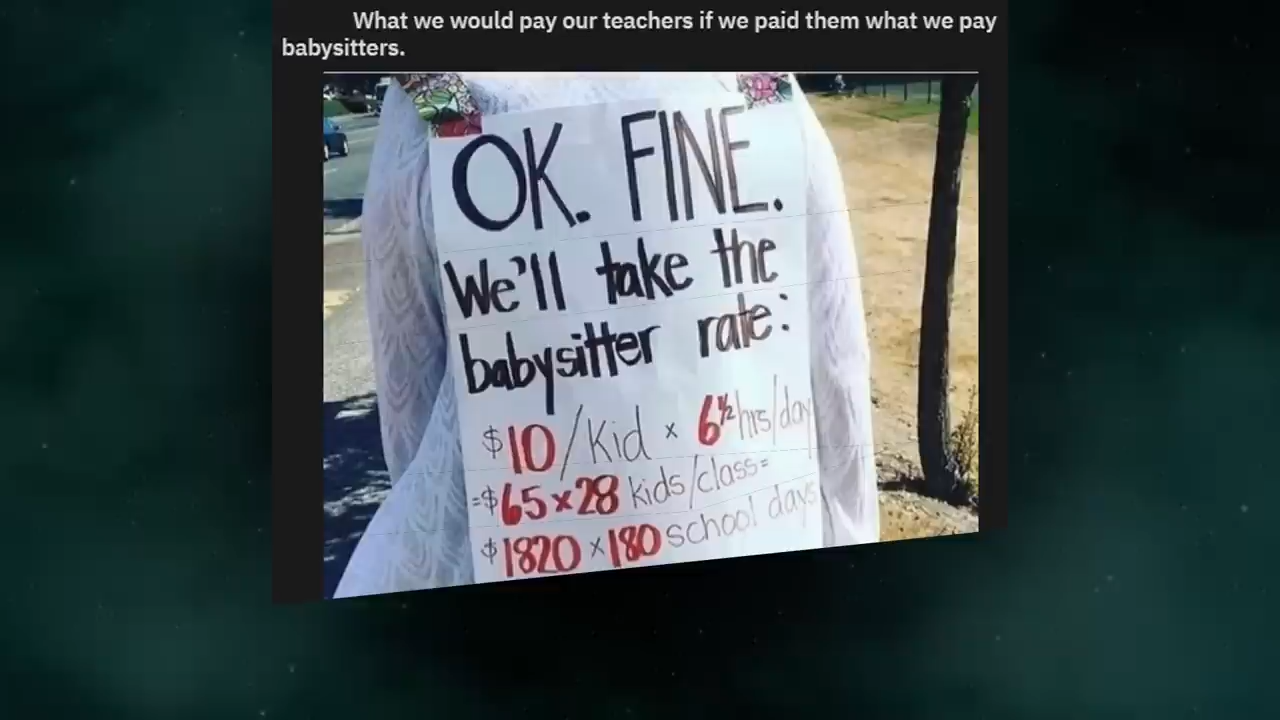 What we would pay our teachers if we paid them what we pay
babysitters.
OK. FINE.
We'll take the
babysitter rate:
$10/Kid x 6½ hrs/day
=$65 x 28 kids/class=
$1820 x 180 school days